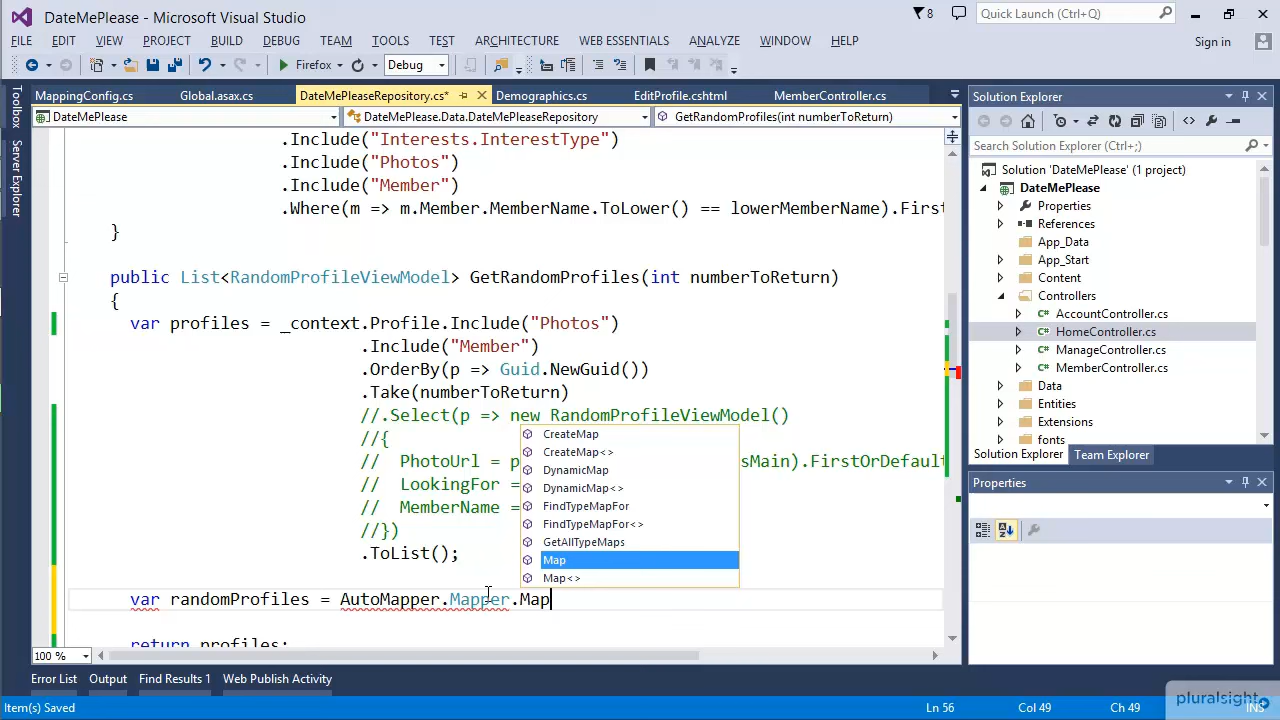 DateMePlease - Microsoft Visual Studio
8
Quick Launch (Ctrl+Q)
FILE EDIT VIEW PROJECT BUILD DEBUG TEAM TOOLS TEST ARCHITECTURE WEB ESSENTIALS ANALYZE WINDOW HELP
Sign in
Firefox
Debug
Toolbox
Server Explorer
MappingConfig.cs Global.asax.cs DateMePleaseRepository.cs* Demographics.cs EditProfile.cshtml MemberController.cs
DateMePlease DateMePlease.Data.DateMePleaseRepository GetRandomProfiles(int numberToReturn)
.Include("Interests.InterestType")
.Include("Photos")
.Include("Member")
.Where(m => m.Member.MemberName.ToLower() == lowerMemberName).First
}
public List<RandomProfileViewModel> GetRandomProfiles(int numberToReturn)
{
var profiles = _context.Profile.Include("Photos")
.Include("Member")
.OrderBy(p => Guid.NewGuid())
.Take(numberToReturn)
//.Select(p => new RandomProfileViewModel()
//{
// PhotoUrl = p sMain).FirstOrDefault
// LookingFor =
// MemberName =
//})
.ToList();
CreateMap
CreateMap<>
DynamicMap
DynamicMap<>
FindTypeMapFor
FindTypeMapFor<>
GetAllTypeMaps
Map
Map<>
var randomProfiles = AutoMapper.Mapper.Map
return profiles;
100 %
Solution Explorer
Search Solution Explorer (Ctrl+;)
Solution 'DateMePlease' (1 project)
DateMePlease
Properties
References
App_Data
App_Start
Content
Controllers
AccountController.cs
HomeController.cs
ManageController.cs
MemberController.cs
Data
Entities
Extensions
fonts
Solution Explorer Team Explorer
Properties
Error List Output Find Results 1 Web Publish Activity
Item(s) Saved
Ln 56 Col 49 Ch 49 INS
pluralsight